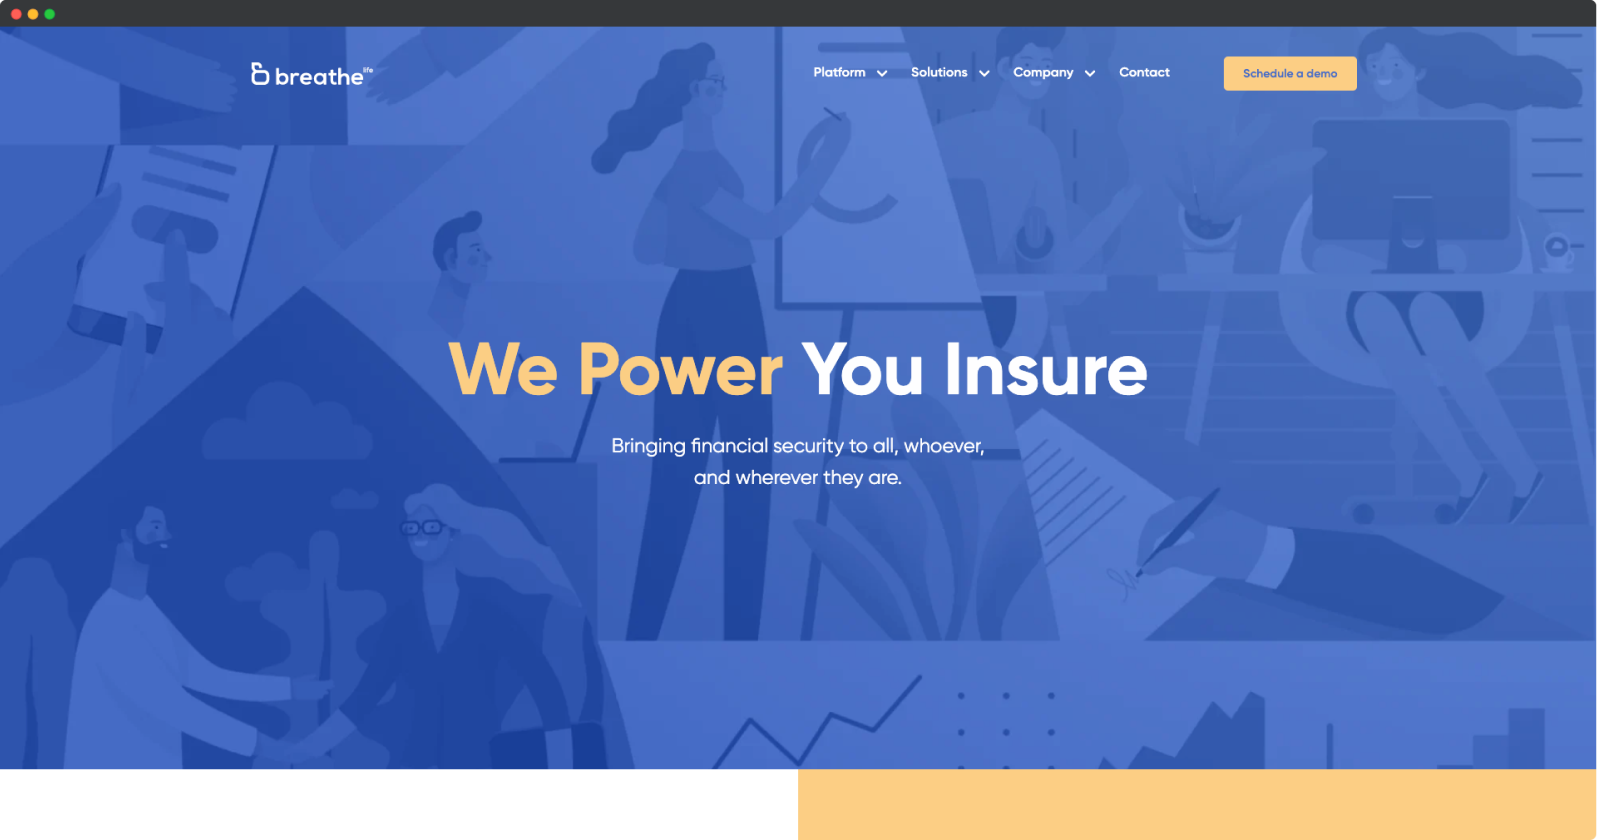 breathe life
Platform Solutions Company Contact Schedule a demo
We Power You Insure
Bringing financial security to all, whoever,
and wherever they are.